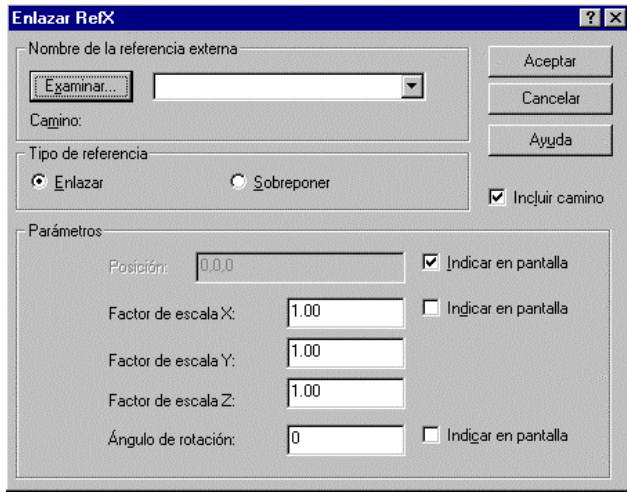 Enlazar RefX
Nombre de la referencia externa
Examinar...
Camino:
Aceptar
Cancelar
Ayuda
Tipo de referencia
Enlazar
Sobreponer
Incluir camino
Parámetros
Posición: 0,0,0 Indicar en pantalla
Factor de escala X: 1.00 Indicar en pantalla
Factor de escala Y: 1.00
Factor de escala Z: 1.00
Ángulo de rotación: 0 Indicar en pantalla